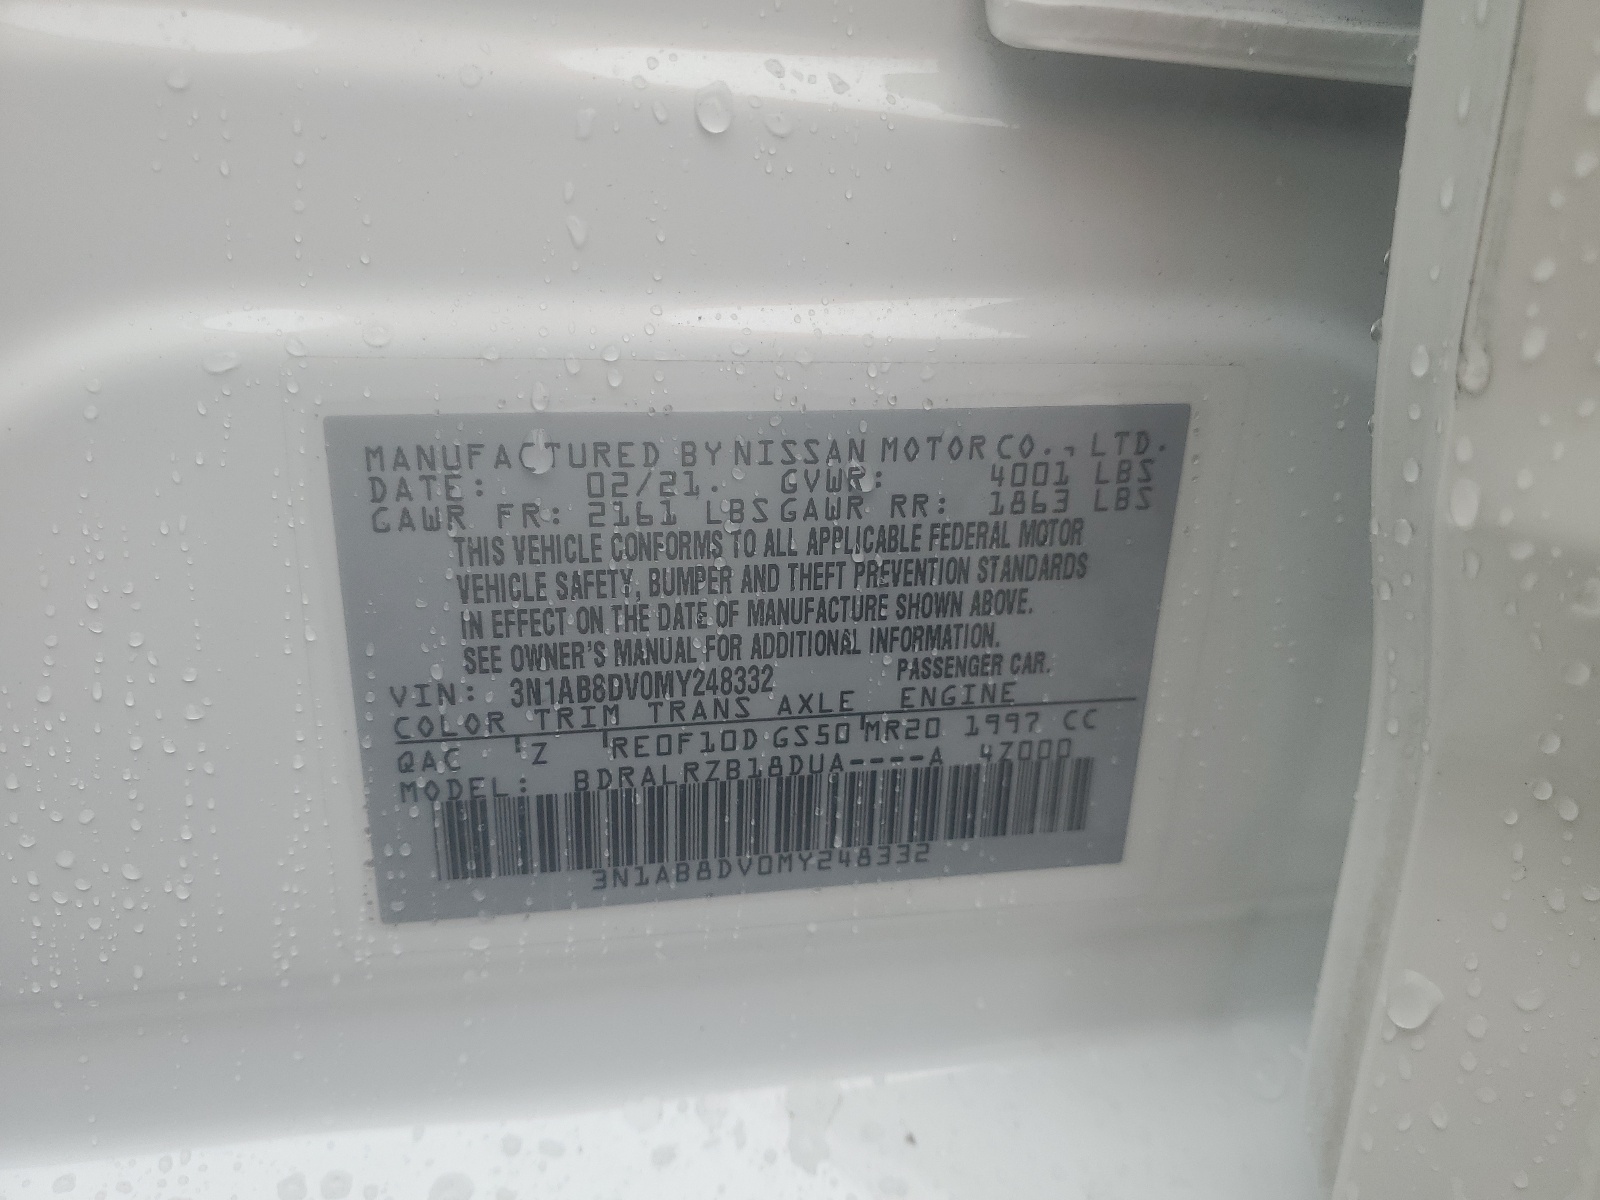 MANUFACTURED BY NISSAN MOTOR CO., LTD.
DATE: 02/21. GVWR: 4001 LBS
GAWR FR: 2161 LBS GAWR RR: 1863 LBS
THIS VEHICLE CONFORMS TO ALL APPLICABLE FEDERAL MOTOR
VEHICLE SAFETY, BUMPER AND THEFT PREVENTION STANDARDS
IN EFFECT ON THE DATE OF MANUFACTURE SHOWN ABOVE.
SEE OWNER'S MANUAL FOR ADDITIONAL INFORMATION.
VIN: 3N1AB8DV0MY248332 PASSENGER CAR.
COLOR TRIM TRANS AXLE ENGINE
QAC Z RE0F10D GS50 MR20 1997 CC
MODEL: BDRALRZB18DUA----A 4Z000
3N1AB8DV0MY248332